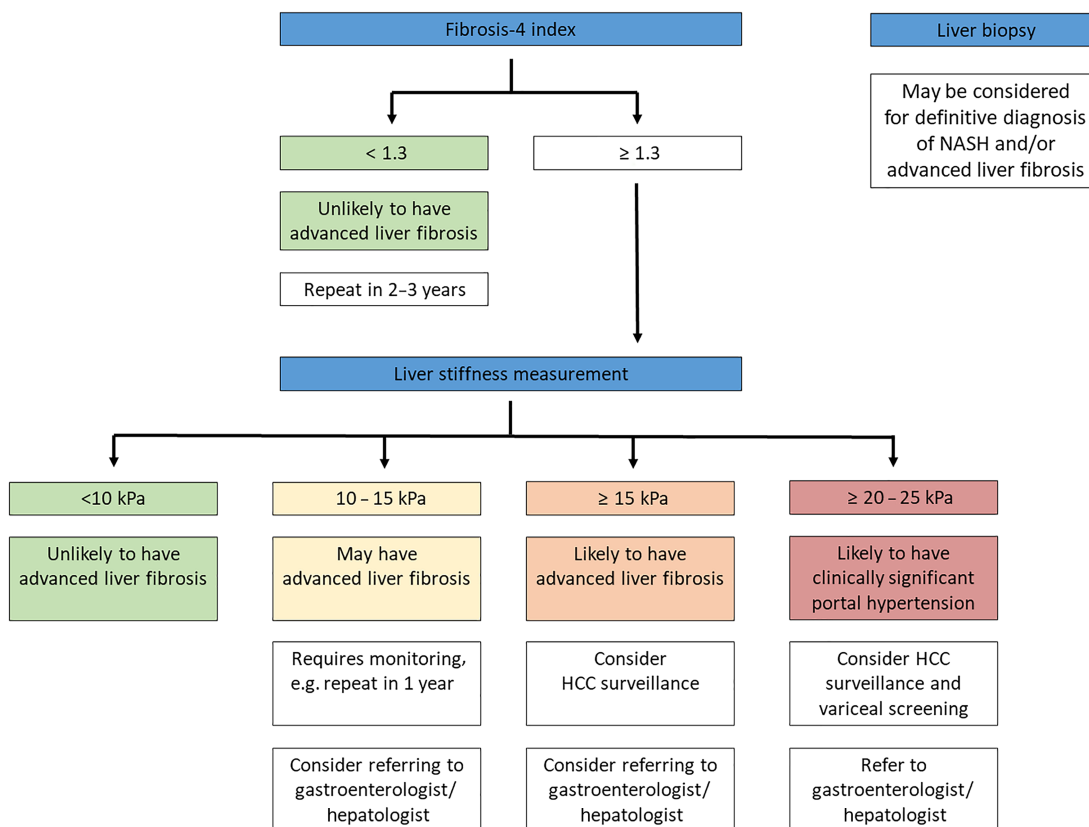 Fibrosis-4 index
Liver biopsy
May be considered
for definitive diagnosis
of NASH and/or
advanced liver fibrosis
< 1.3
≥ 1.3
Unlikely to have
advanced liver fibrosis
Repeat in 2–3 years
Liver stiffness measurement
<10 kPa
10 – 15 kPa
≥ 15 kPa
≥ 20 – 25 kPa
Unlikely to have
advanced liver fibrosis
May have
advanced liver fibrosis
Likely to have
advanced liver fibrosis
Likely to have
clinically significant
portal hypertension
Requires monitoring,
e.g. repeat in 1 year
Consider
HCC surveillance
Consider HCC
surveillance and
variceal screening
Consider referring to
gastroenterologist/
hepatologist
Consider referring to
gastroenterologist/
hepatologist
Refer to
gastroenterologist/
hepatologist